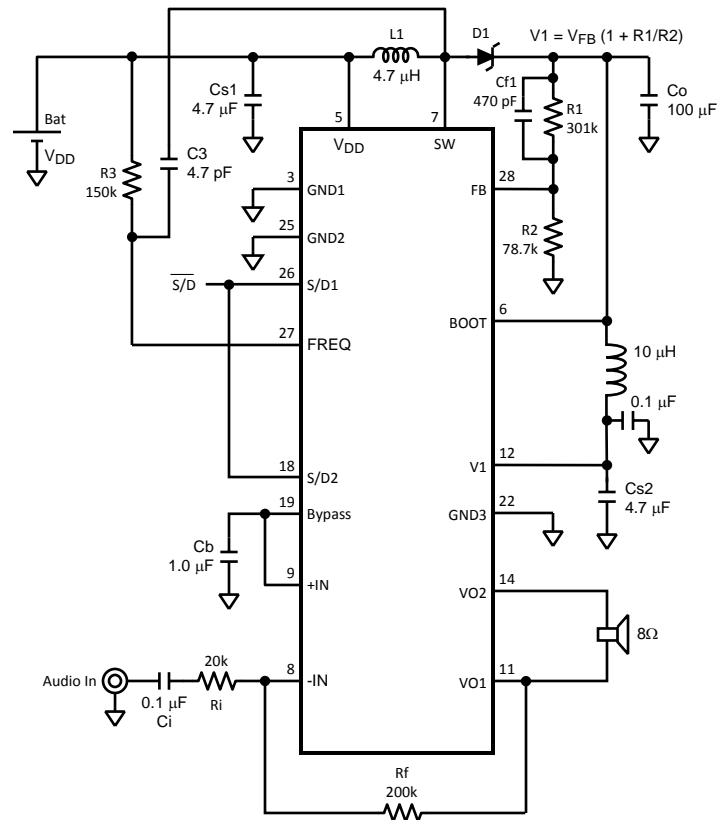 L1
4.7 μH
D1
V1 = VFB (1 + R1/R2)
Cs1
4.7 μF
Cf1
470 pF
R1
301k
Co
100 μF
Bat
VDD
R3
150k
C3
4.7 pF
5
VDD
7
SW
3
GND1
28
FB
25
GND2
R2
78.7k
S/D
26
S/D1
6
BOOT
27
FREQ
10 μH
0.1 μF
18
S/D2
12
V1
19
Bypass
22
GND3
Cs2
4.7 μF
Cb
1.0 μF
9
+IN
14
VO2
8Ω
Audio In
0.1 μF
Ci
20k
Ri
8
-IN
11
VO1
Rf
200k